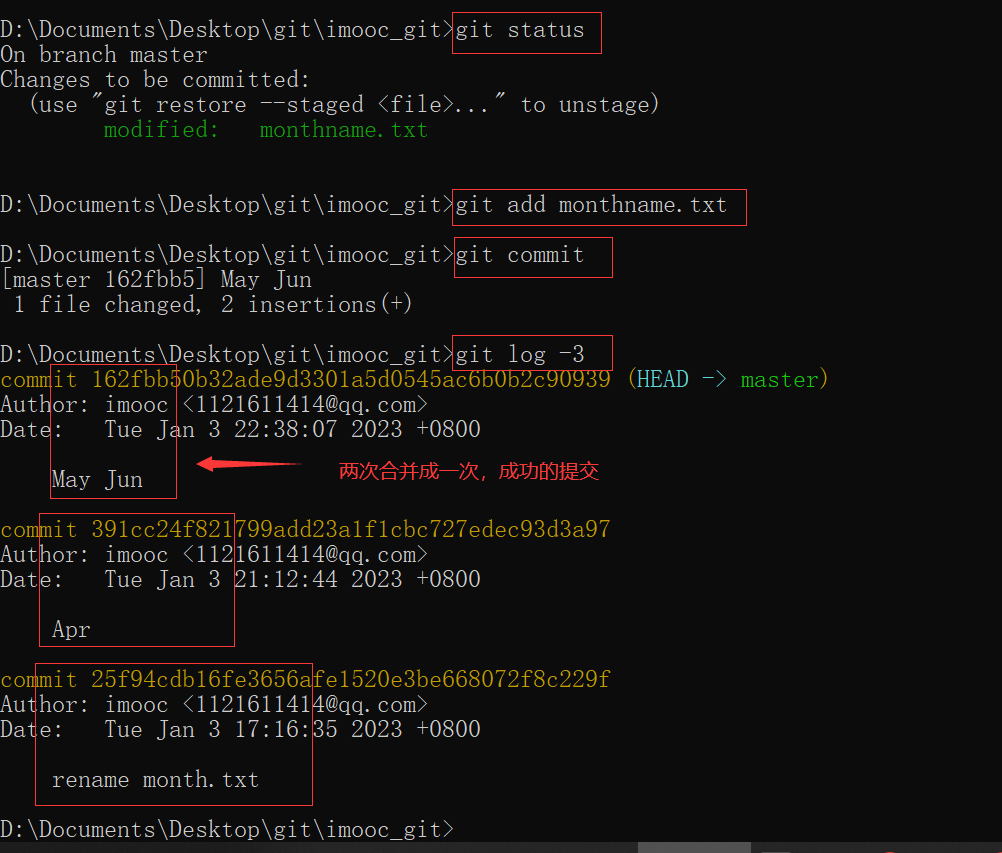 D:\Documents\Desktop\git\imooc_git>git status
On branch master
Changes to be committed:
  (use "git restore --staged <file>..." to unstage)
        modified:   monthname.txt
D:\Documents\Desktop\git\imooc_git>git add monthname.txt
D:\Documents\Desktop\git\imooc_git>git commit
[master 162fbb5] May Jun
 1 file changed, 2 insertions(+)
D:\Documents\Desktop\git\imooc_git>git log -3
commit 162fbb50b32ade9d3301a5d0545ac6b0b2c90939 (HEAD -> master)
Author: imooc <1121611414@qq.com>
Date:   Tue Jan 3 22:38:07 2023 +0800
两次合并成一次，成功的提交
    May Jun
commit 391cc24f821799add23a1f1cbc727edec93d3a97
Author: imooc <1121611414@qq.com>
Date:   Tue Jan 3 21:12:44 2023 +0800
    Apr
commit 25f94cdb16fe3656afe1520e3be668072f8c229f
Author: imooc <1121611414@qq.com>
Date:   Tue Jan 3 17:16:35 2023 +0800
    rename month.txt
D:\Documents\Desktop\git\imooc_git>